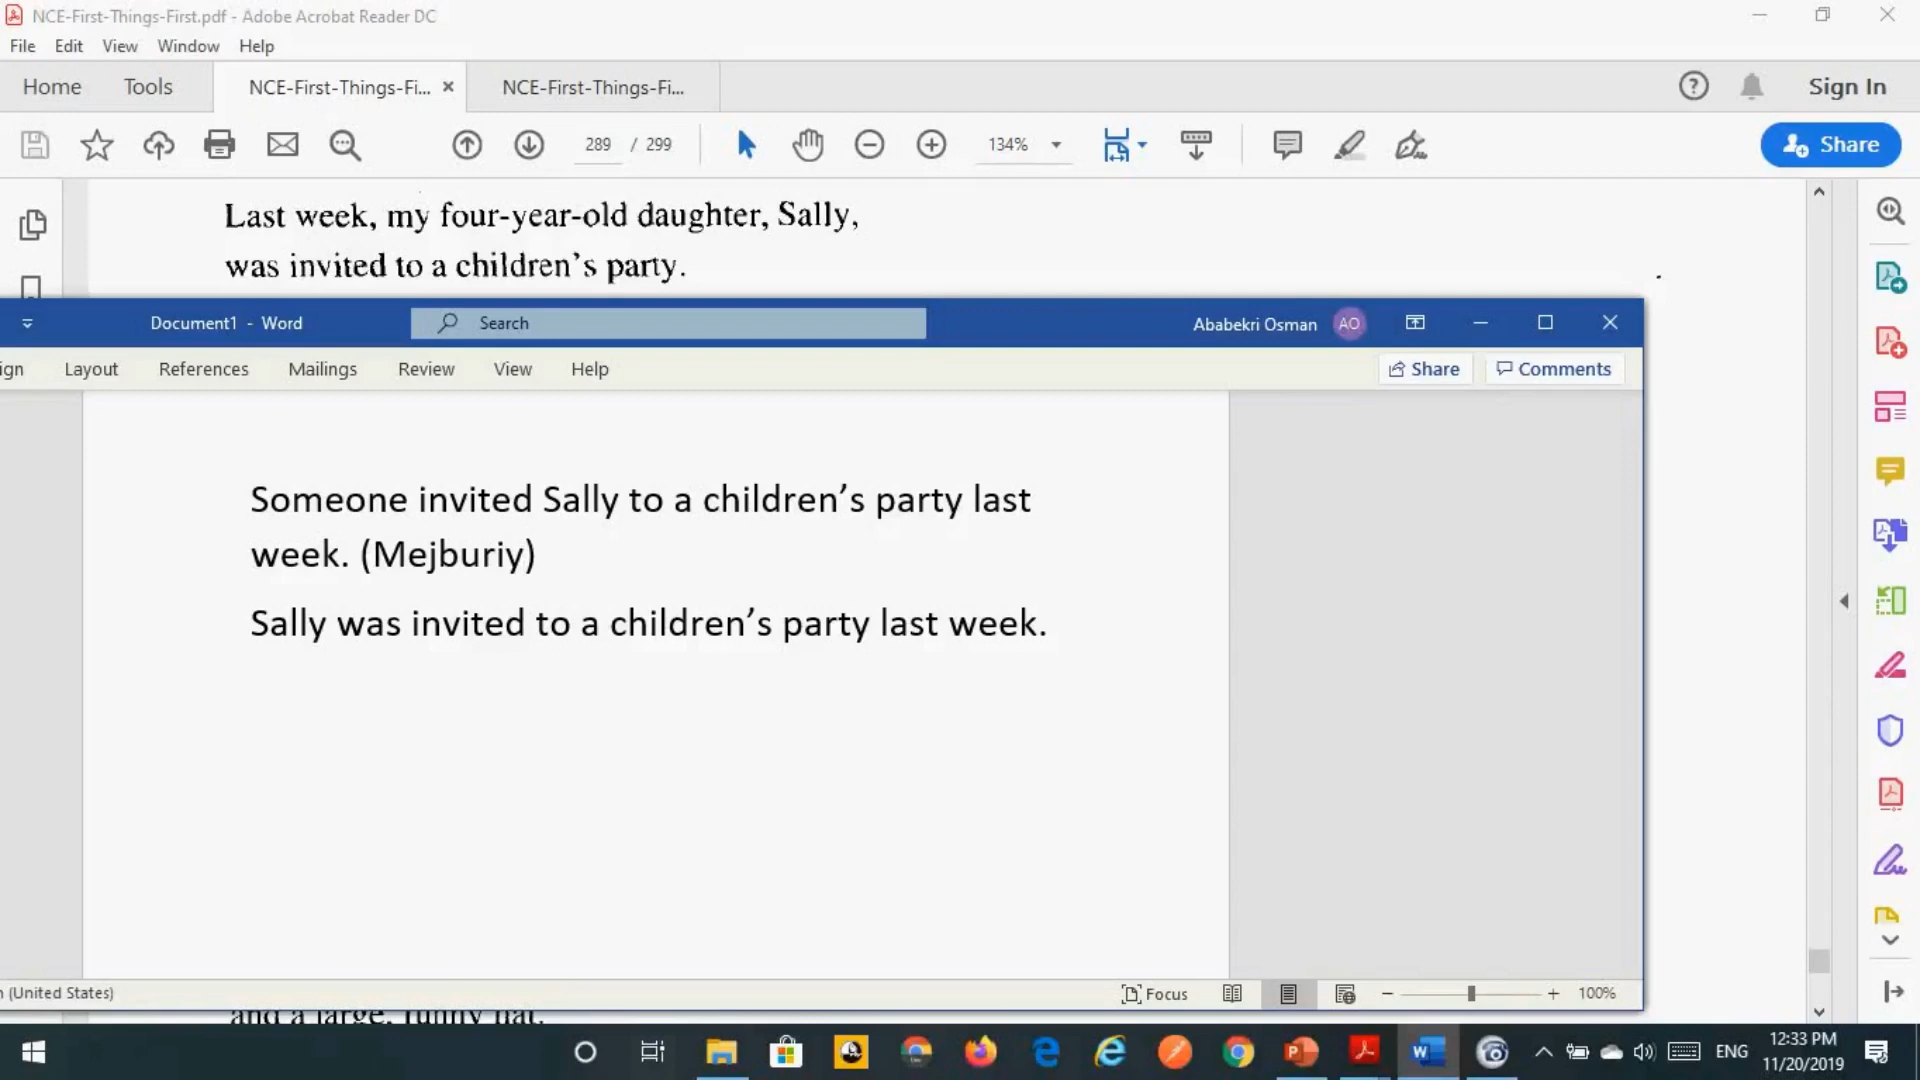 NCE-First-Things-First.pdf - Adobe Acrobat Reader DC
File Edit View Window Help
Home Tools NCE-First-Things-Fi... × NCE-First-Things-Fi... Sign In
289 / 299 134% Share
Last week, my four-year-old daughter, Sally,
was invited to a children's party.
Document1 - Word Search Ababekri Osman AO
ign Layout References Mailings Review View Help Share Comments
Someone invited Sally to a children’s party last
week. (Mejburiy)
Sally was invited to a children’s party last week.
(United States) Focus 100%
and a large, funny hat.
ENG 12:33 PM
11/20/2019